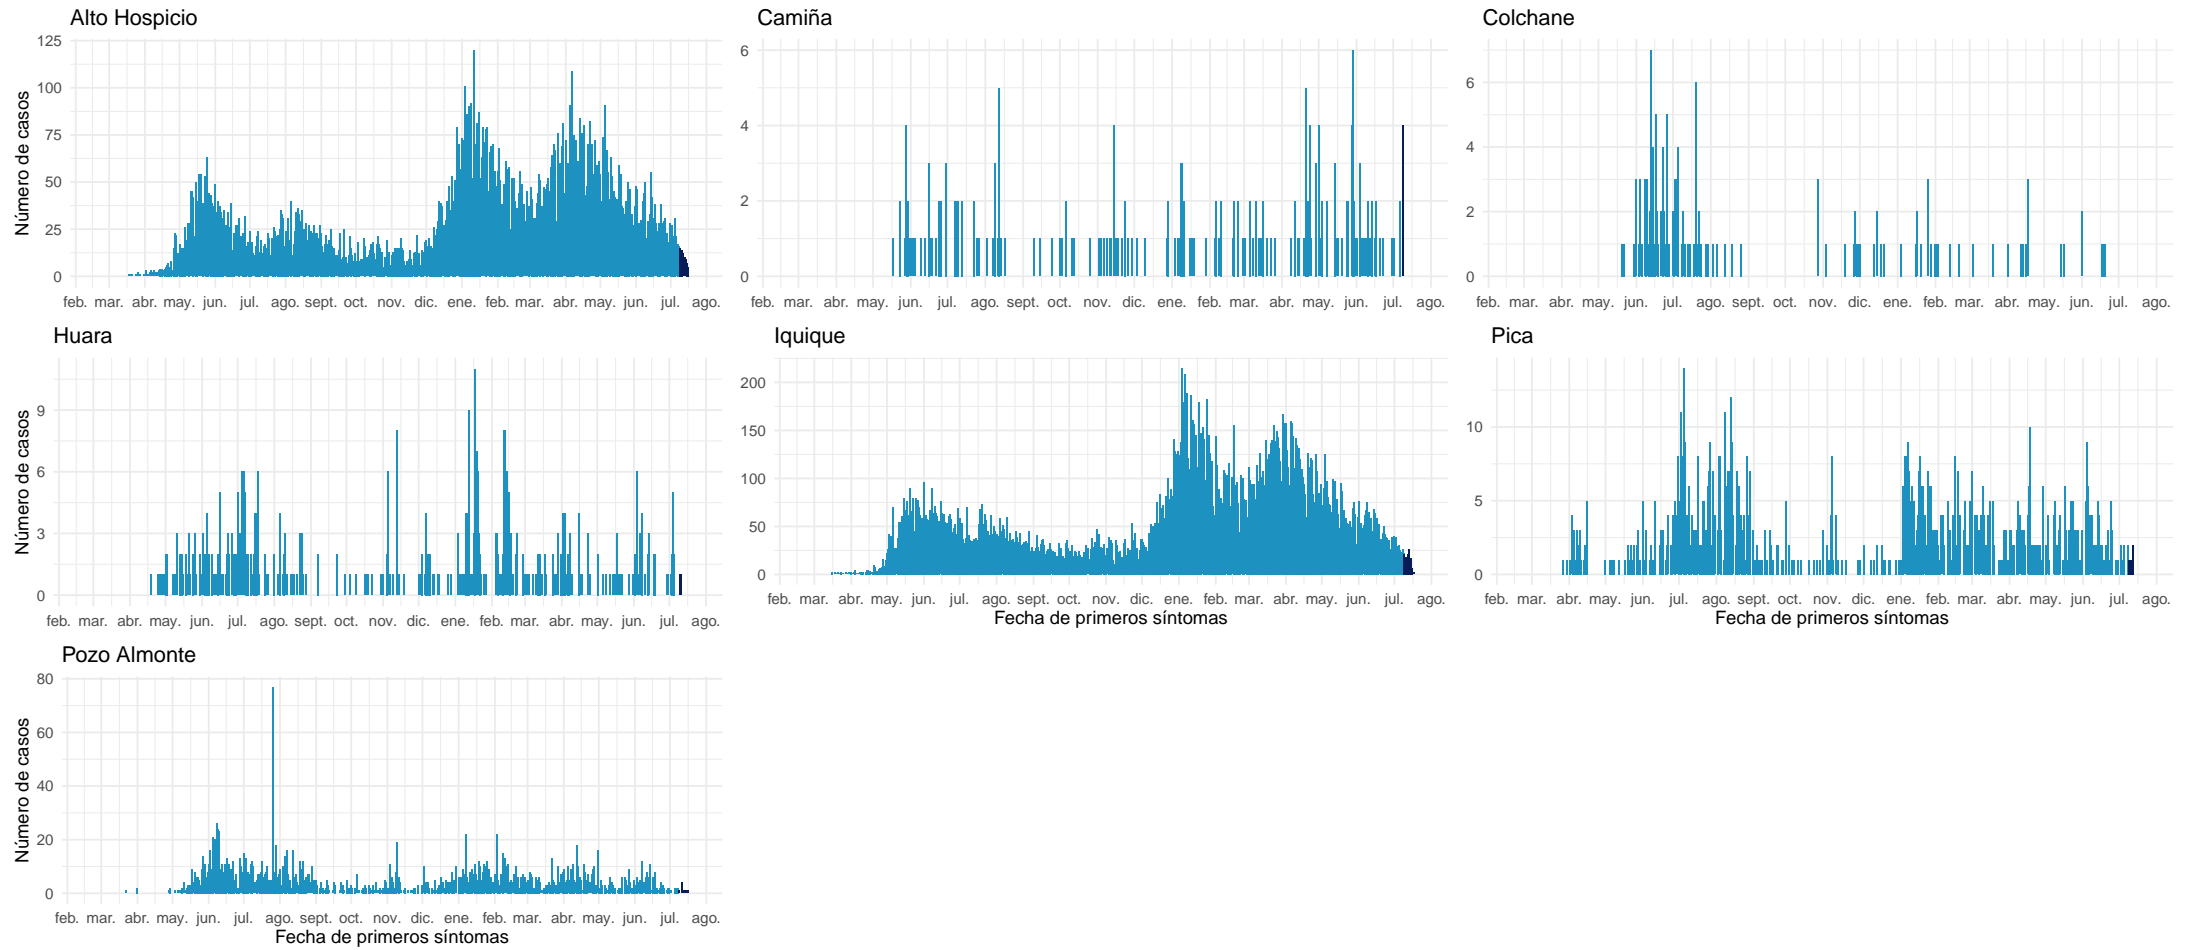 Alto Hospicio
Número de casos
125
100
75
50
25
0
feb. mar. abr. may. jun. jul. ago. sept. oct. nov. dic. ene. feb. mar. abr. may. jun. jul. ago.
Camiña
6
4
2
0
feb. mar. abr. may. jun. jul. ago. sept. oct. nov. dic. ene. feb. mar. abr. may. jun. jul. ago.
Colchane
6
4
2
0
feb. mar. abr. may. jun. jul. ago. sept. oct. nov. dic. ene. feb. mar. abr. may. jun. jul. ago.
Huara
Número de casos
9
6
3
0
feb. mar. abr. may. jun. jul. ago. sept. oct. nov. dic. ene. feb. mar. abr. may. jun. jul. ago.
Iquique
200
150
100
50
0
feb. mar. abr. may. jun. jul. ago. sept. oct. nov. dic. ene. feb. mar. abr. may. jun. jul. ago.
Fecha de primeros síntomas
Pica
10
5
0
feb. mar. abr. may. jun. jul. ago. sept. oct. nov. dic. ene. feb. mar. abr. may. jun. jul. ago.
Fecha de primeros síntomas
Pozo Almonte
Número de casos
80
60
40
20
0
feb. mar. abr. may. jun. jul. ago. sept. oct. nov. dic. ene. feb. mar. abr. may. jun. jul. ago.
Fecha de primeros síntomas